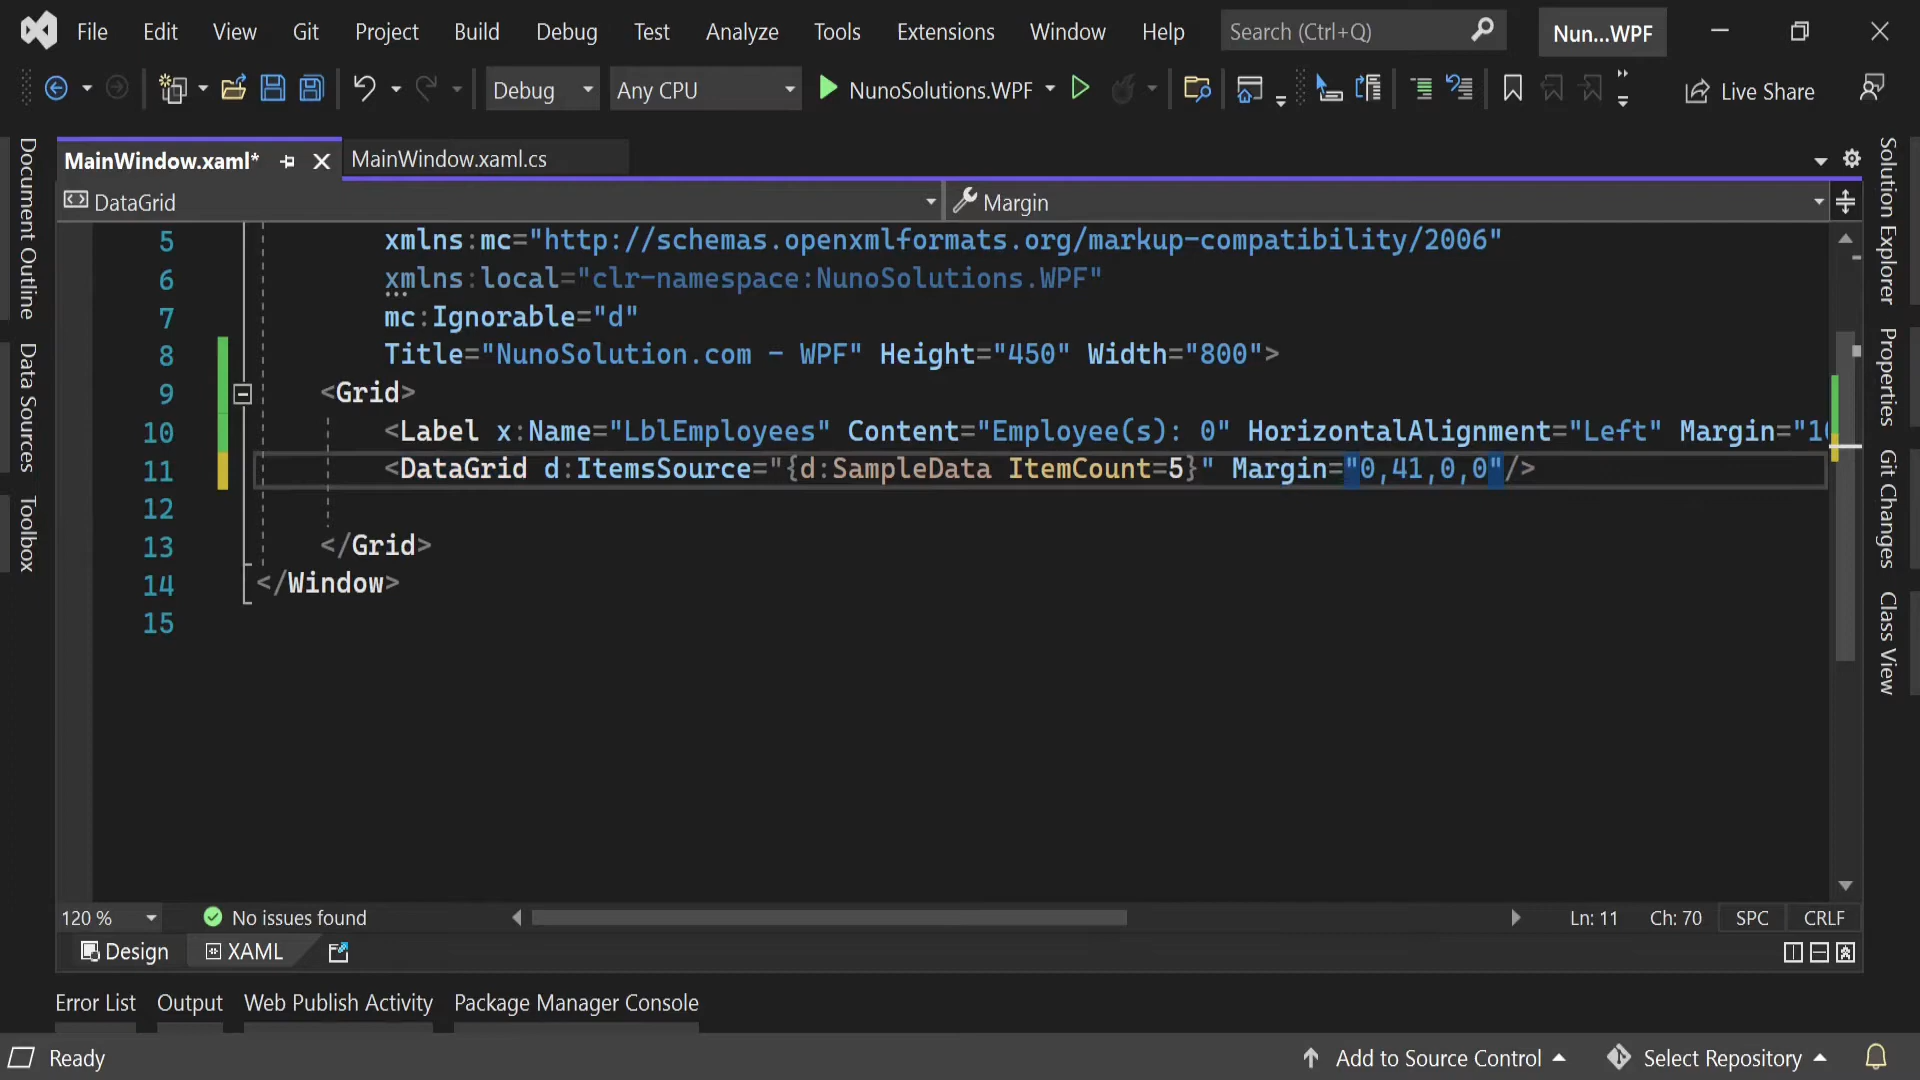 File Edit View Git Project Build Debug Test Analyze Tools Extensions Window Help Search (Ctrl+Q) Nun...WPF
Debug Any CPU NunoSolutions.WPF Live Share
MainWindow.xaml* MainWindow.xaml.cs
DataGrid Margin
Document Outline
Data Sources
Toolbox
5 xmlns:mc="http://schemas.openxmlformats.org/markup-compatibility/2006"
6 xmlns:local="clr-namespace:NunoSolutions.WPF"
7 mc:Ignorable="d"
8 Title="NunoSolution.com - WPF" Height="450" Width="800">
9 <Grid>
10 <Label x:Name="LblEmployees" Content="Employee(s): 0" HorizontalAlignment="Left" Margin="10
11 <DataGrid d:ItemsSource="{d:SampleData ItemCount=5}" Margin="0,41,0,0"/>
12
13 </Grid>
14 </Window>
15
Solution Explorer
Properties
Git Changes
Class View
120 % No issues found Ln: 11 Ch: 70 SPC CRLF
Design XAML
Error List Output Web Publish Activity Package Manager Console
Ready Add to Source Control Select Repository